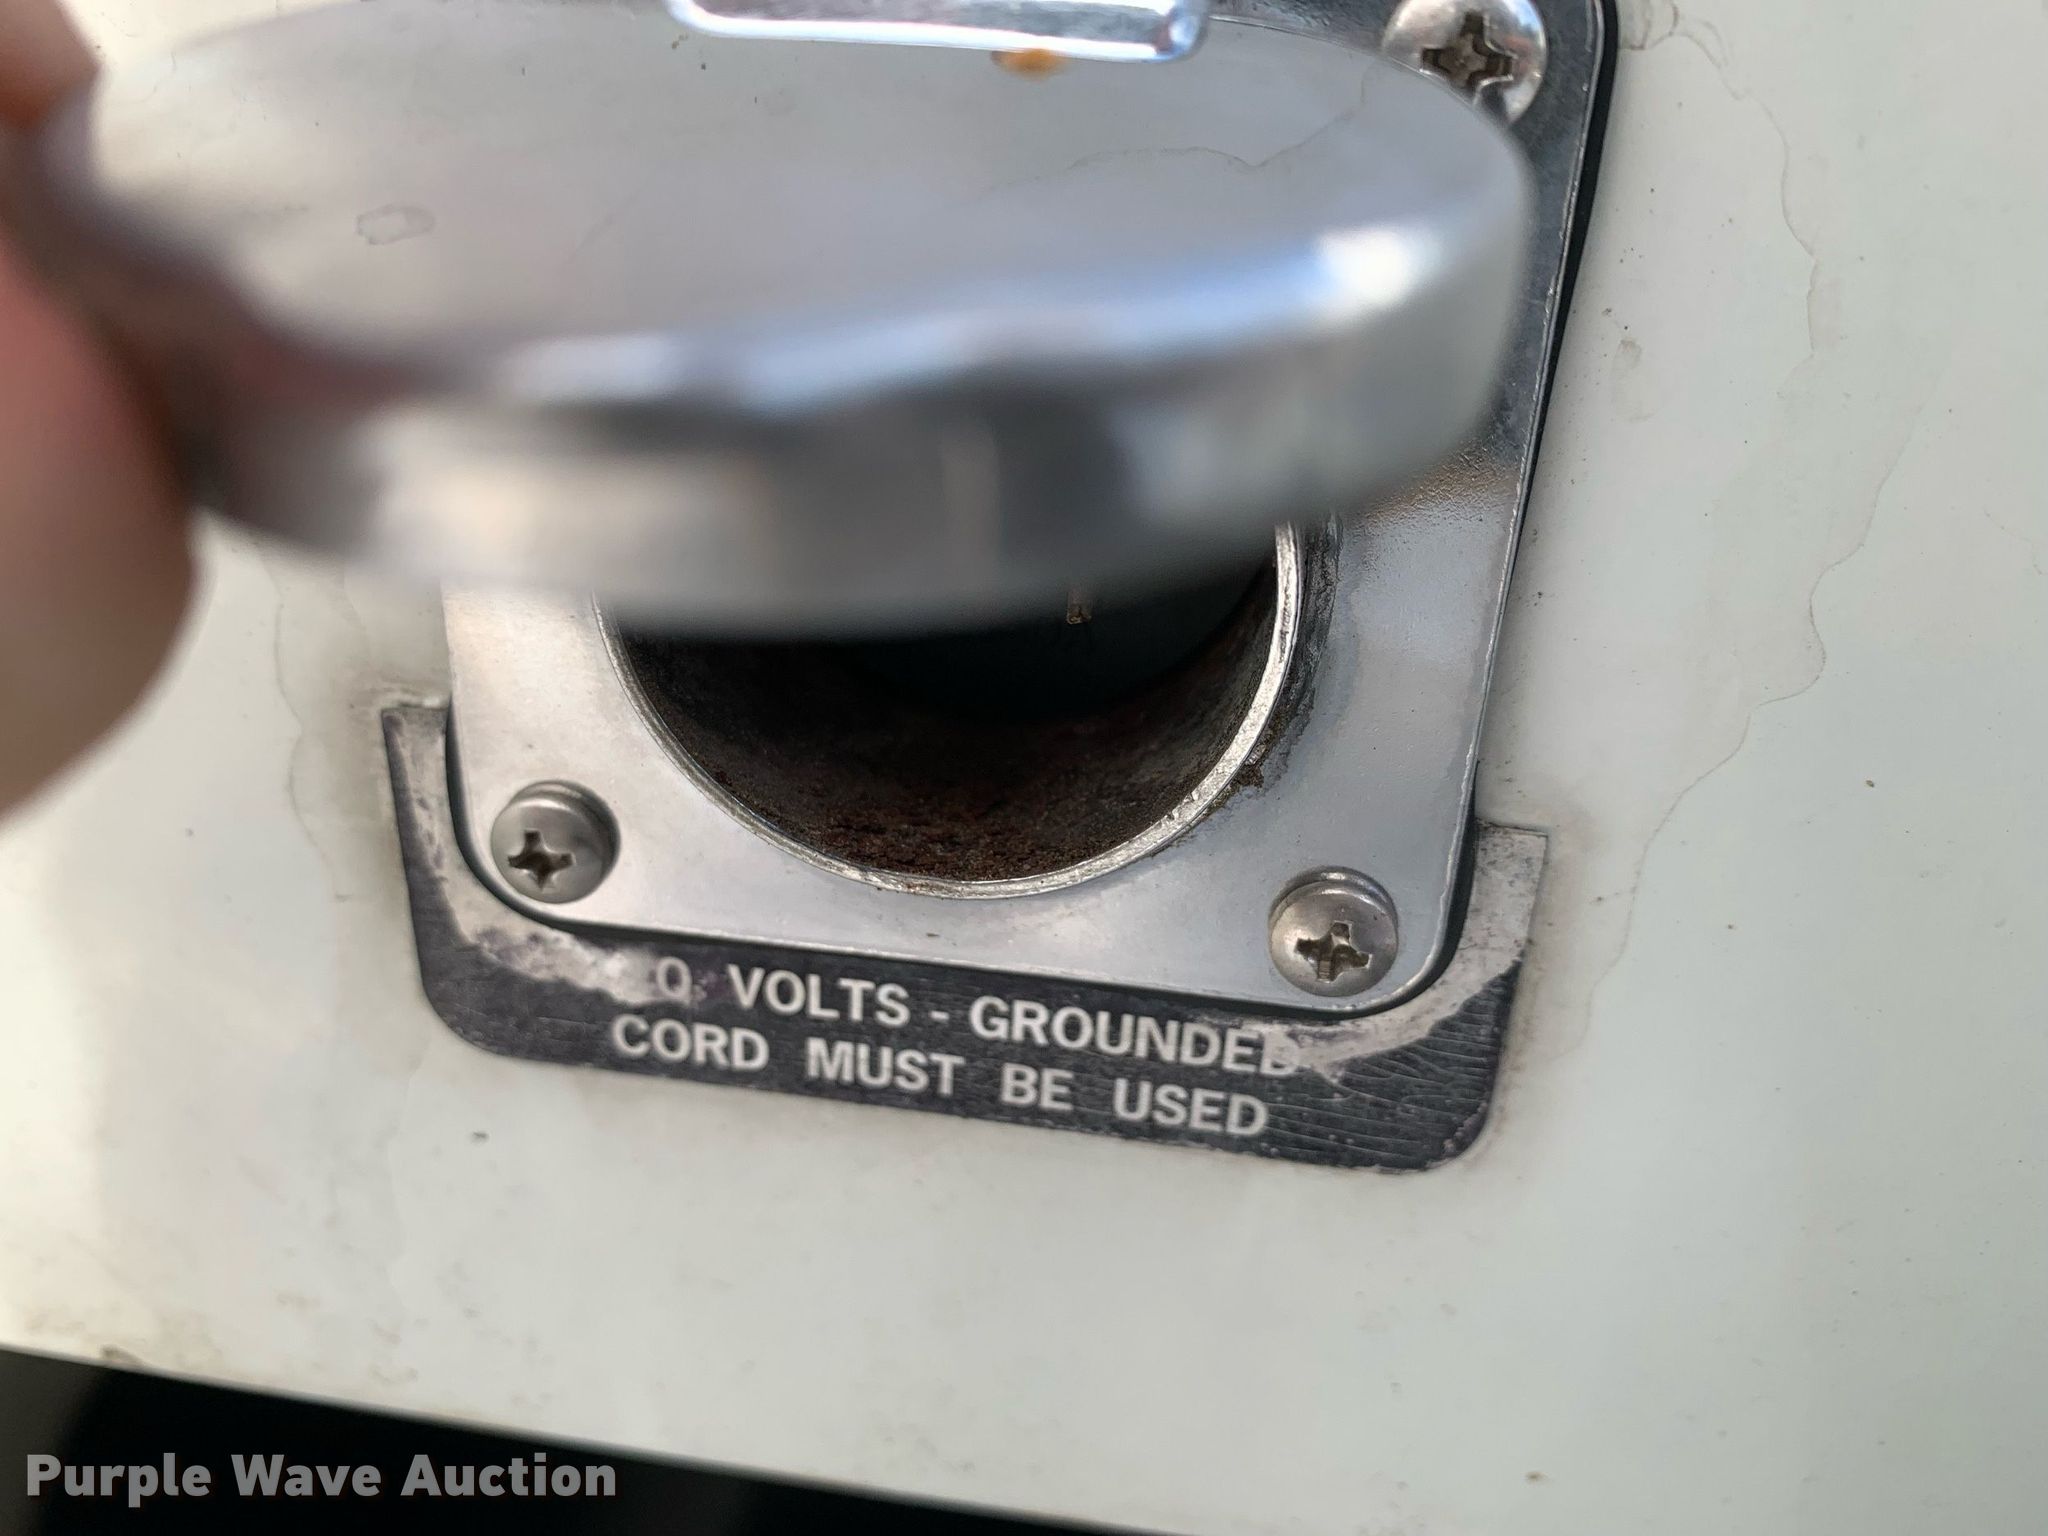 VOLTS - GROUNDED
CORD MUST BE USED
Purple Wave Auction